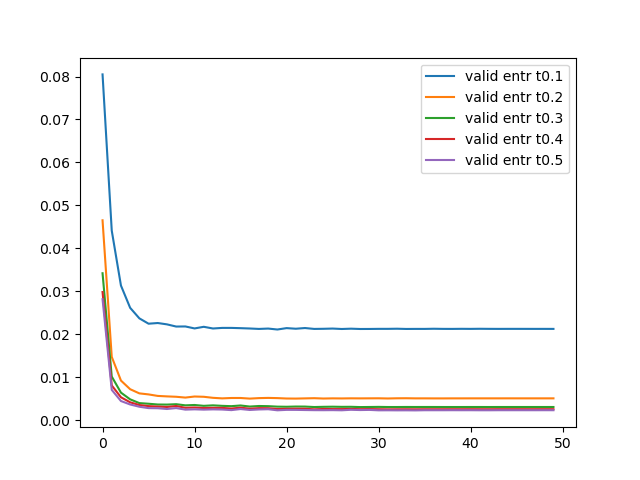 valid entr t0.1
valid entr t0.2
valid entr t0.3
valid entr t0.4
valid entr t0.5
0.08
0.07
0.06
0.05
0.04
0.03
0.02
0.01
0.00
0 10 20 30 40 50